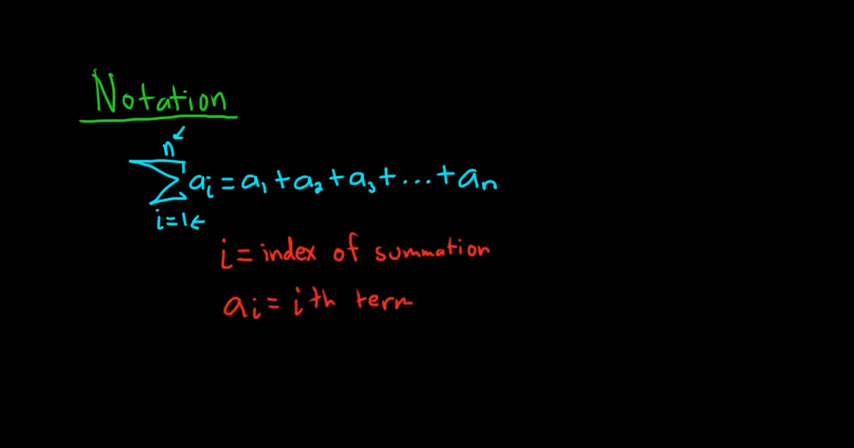 Notation
n
∑ aᵢ = a₁ + a₂ + a₃ + ... + aₙ
i=1
i = index of summation
aᵢ = ith term